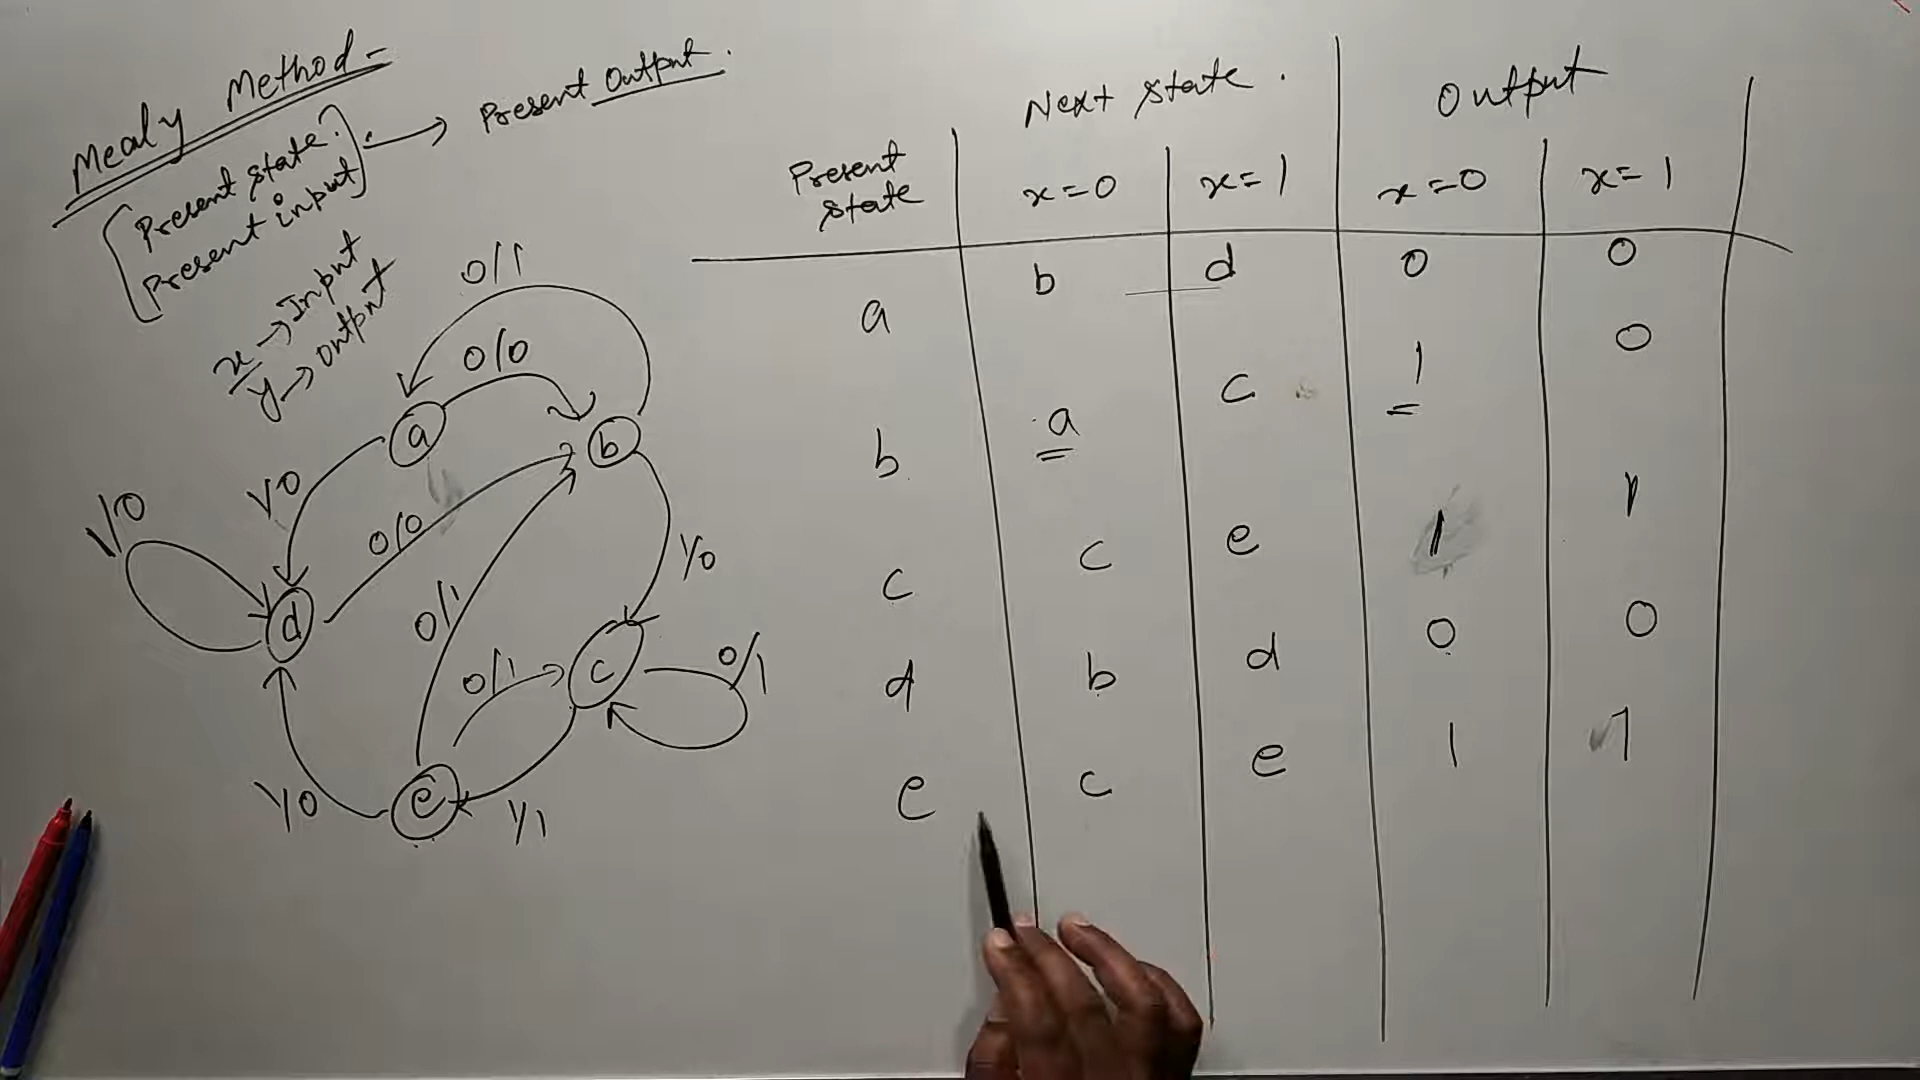 Mealy Method -
Present state.
Present input
Present Output.
x → Input
y → output
0/1
0/0
a
b
1/0
1/0
0/0
d
1/0
0/1
0/1
c
0/1
1/0
e
1/1
Next state. Output
Present state x=0 x=1 x=0 x=1
a b d 0 0
b a c 1 0
c c e 1 1
d b d 0 0
e c e 1 1